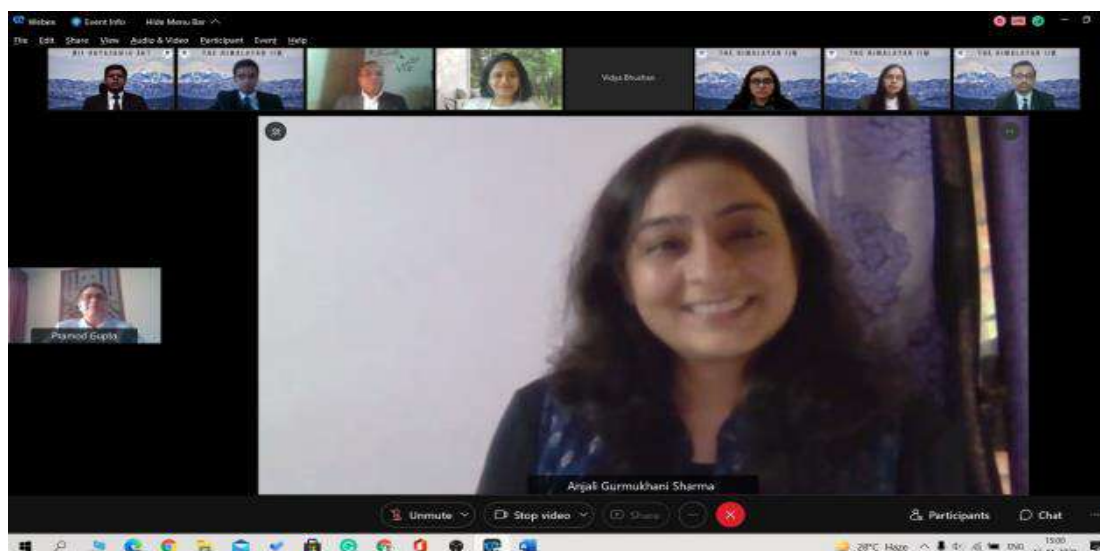 Webex Event Info Hide Menu Bar
File Edit Share View Audio & Video Participant Event Help
THE HIMALAYAN IIM
THE HIMALAYAN IIM
THE HIMALAYAN IIM
THE HIMALAYAN IIM
Vidya Bhushan
Pramod Gupta
Anjali Gurmukhani Sharma
Unmute Stop video Share
Participants Chat
28°C Haze ENG 15:00